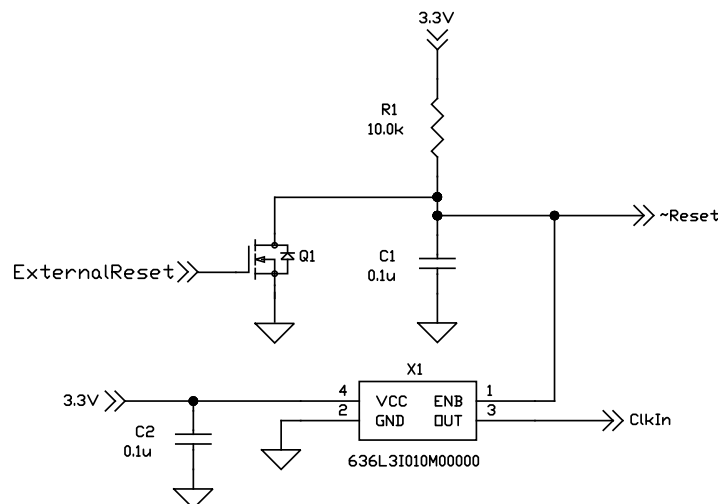 3.3V
R1
10.0k
~Reset
ExternalReset
Q1
C1
0.1u
X1
3.3V
4 VCC ENB 1
2 GND OUT 3
ClkIn
C2
0.1u
636L3I010M00000